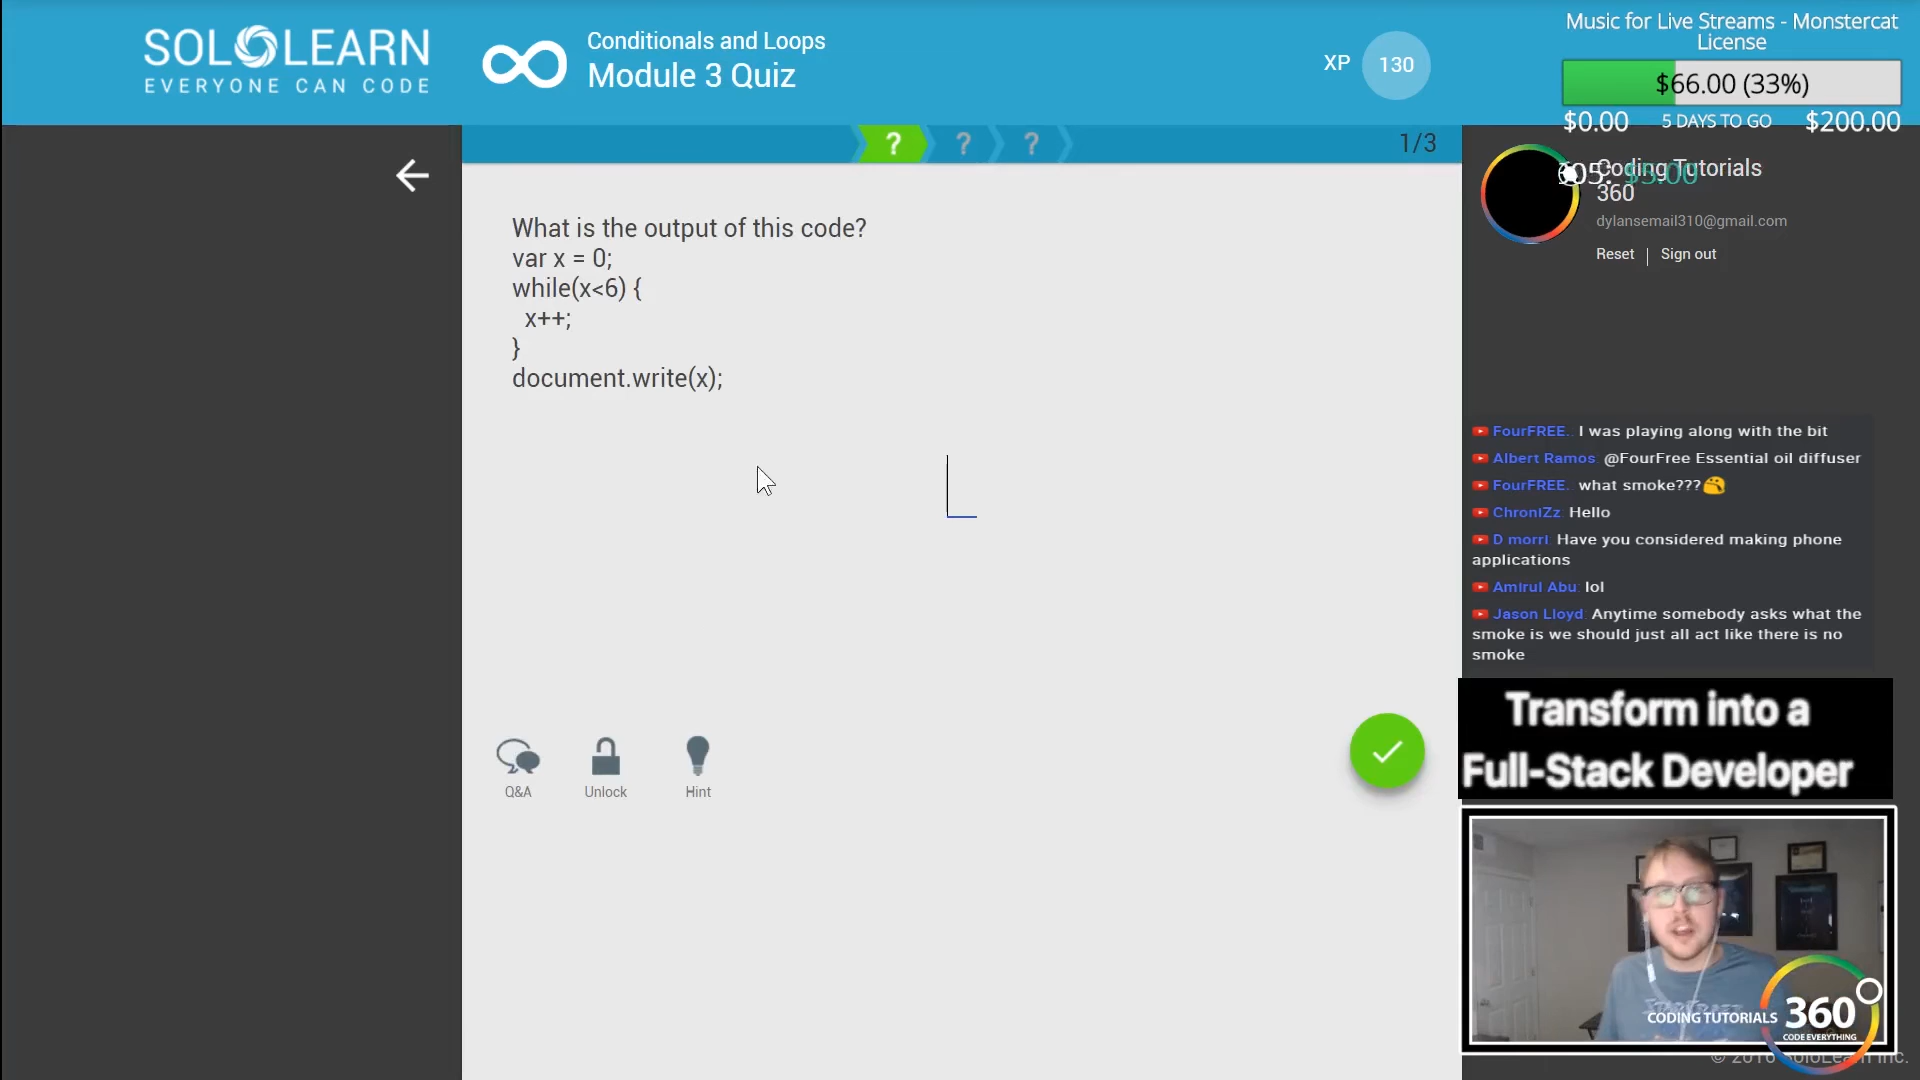 SOLOLEARN
EVERYONE CAN CODE
Conditionals and Loops
Module 3 Quiz
XP 130
Music for Live Streams - Monstercat
License
$66.00 (33%)
$0.00 5 DAYS TO GO $200.00
? ? ?
1/3
Coding Tutorials
360
$5.00
dylansemail310@gmail.com
Reset | Sign out
What is the output of this code?
var x = 0;
while(x<6) {
x++;
}
document.write(x);
Q&A
Unlock
Hint
FourFREE. I was playing along with the bit
Albert Ramos: @FourFree Essential oil diffuser
FourFREE. what smoke???
ChroniZz: Hello
D morri: Have you considered making phone
applications
Amirul Abu: lol
Jason Lloyd: Anytime somebody asks what the
smoke is we should just all act like there is no
smoke
Transform into a
Full-Stack Developer
CODING TUTORIALS 360
CODE EVERYTHING